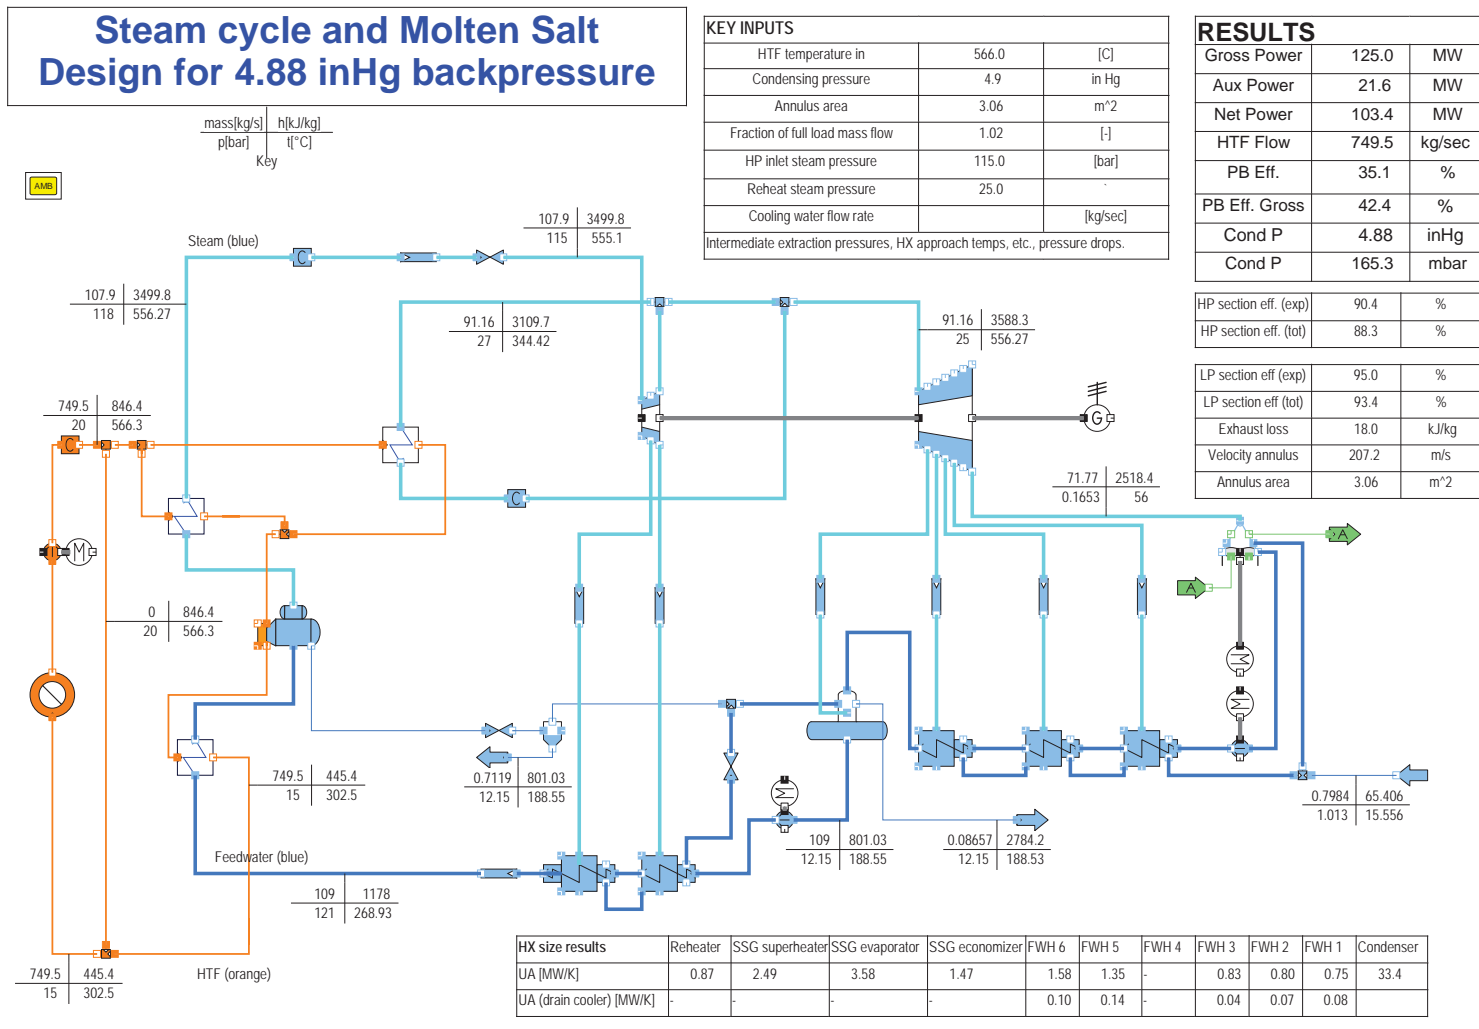 Steam cycle and Molten Salt
Design for 4.88 inHg backpressure
mass[kg/s] h[kJ/kg]
p[bar] t[°C]
Key
AMB
KEY INPUTS
HTF temperature in 566.0 [C]
Condensing pressure 4.9 in Hg
Annulus area 3.06 m^2
Fraction of full load mass flow 1.02 [-]
HP inlet steam pressure 115.0 [bar]
Reheat steam pressure 25.0
Cooling water flow rate [kg/sec]
Intermediate extraction pressures, HX approach temps, etc., pressure drops.
RESULTS
Gross Power 125.0 MW
Aux Power 21.6 MW
Net Power 103.4 MW
HTF Flow 749.5 kg/sec
PB Eff. 35.1 %
PB Eff. Gross 42.4 %
Cond P 4.88 inHg
Cond P 165.3 mbar
HP section eff. (exp) 90.4 %
HP section eff. (tot) 88.3 %
LP section eff (exp) 95.0 %
LP section eff (tot) 93.4 %
Exhaust loss 18.0 kJ/kg
Velocity annulus 207.2 m/s
Annulus area 3.06 m^2
Steam (blue)
C
107.9 3499.8
115 555.1
107.9 3499.8
118 556.27
91.16 3109.7
27 344.42
91.16 3588.3
25 556.27
749.5 846.4
20 566.3
C
C
G
M
71.77 2518.4
0.1653 56
A
A
0 846.4
20 566.3
M
M
M
749.5 445.4
15 302.5
0.7119 801.03
12.15 188.55
109 801.03
12.15 188.55
0.08657 2784.2
12.15 188.53
0.7984 65.406
1.013 15.556
Feedwater (blue)
109 1178
121 268.93
749.5 445.4
15 302.5
HTF (orange)
HX size results Reheater SSG superheater SSG evaporator SSG economizer FWH 6 FWH 5 FWH 4 FWH 3 FWH 2 FWH 1 Condenser
UA [MW/K] 0.87 2.49 3.58 1.47 1.58 1.35 - 0.83 0.80 0.75 33.4
UA (drain cooler) [MW/K] - - - - 0.10 0.14 - 0.04 0.07 0.08